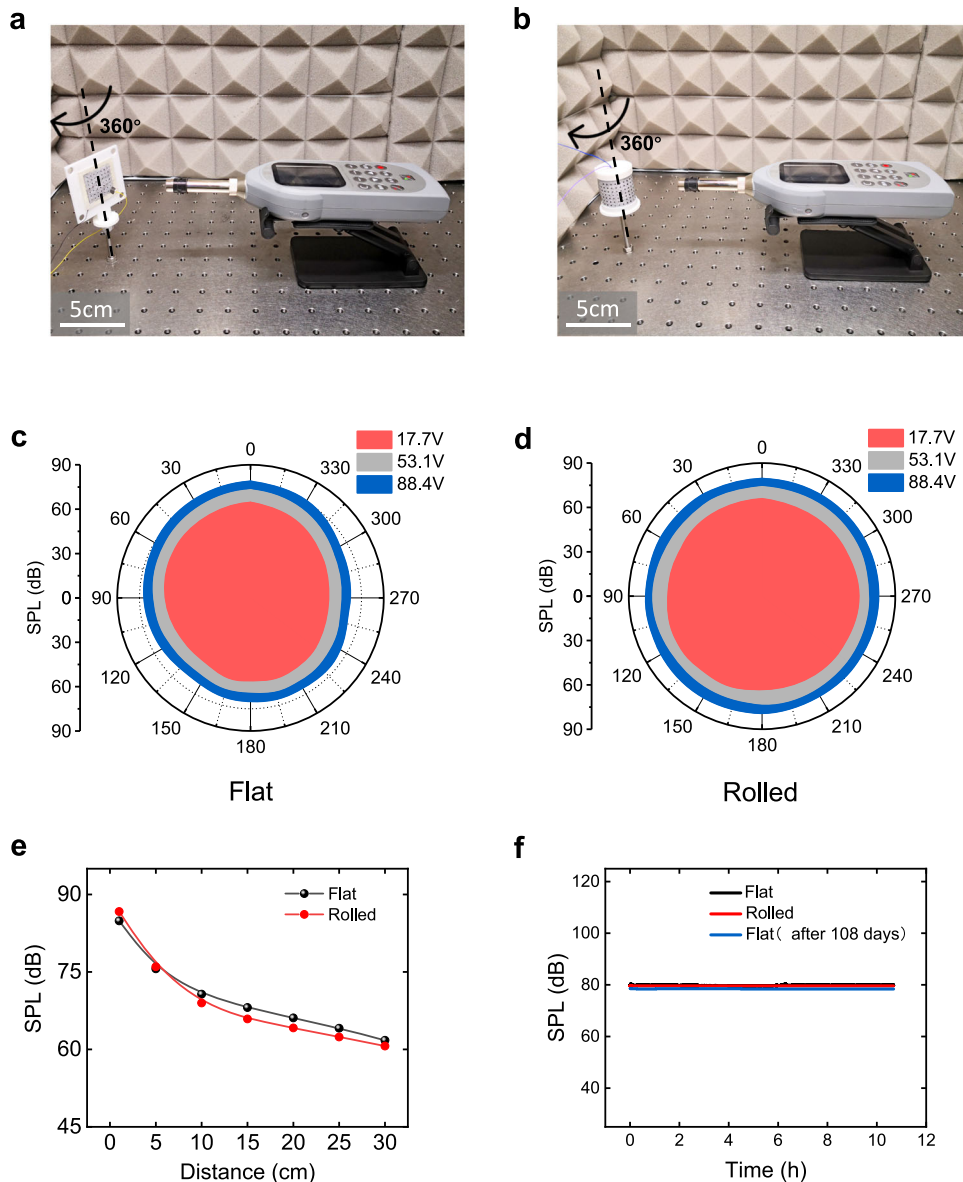 a
360°
5cm
b
360°
5cm
c
17.7V
53.1V
88.4V
90
60
30
0
30
60
90
SPL (dB)
0
330
300
270
240
210
180
150
120
90
60
30
Flat
d
17.7V
53.1V
88.4V
90
60
30
0
30
60
90
SPL (dB)
0
330
300
270
240
210
180
150
120
90
60
30
Rolled
e
Flat
Rolled
90
75
60
45
SPL (dB)
0 5 10 15 20 25 30
Distance (cm)
f
Flat
Rolled
Flat( after 108 days)
120
100
80
60
40
SPL (dB)
0 2 4 6 8 10 12
Time (h)